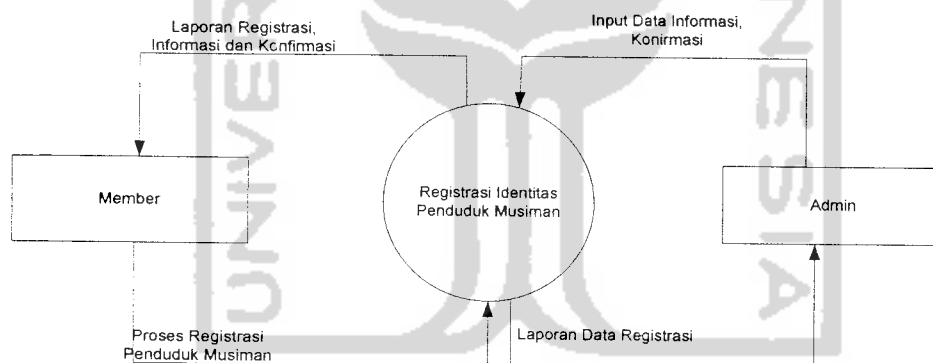 Laporan Registrasi,
Informasi dan Konfirmasi
Input Data Informasi,
Konirmasi
Member
Registrasi Identitas
Penduduk Musiman
Admin
Proses Registrasi
Penduduk Musiman
Laporan Data Registrasi